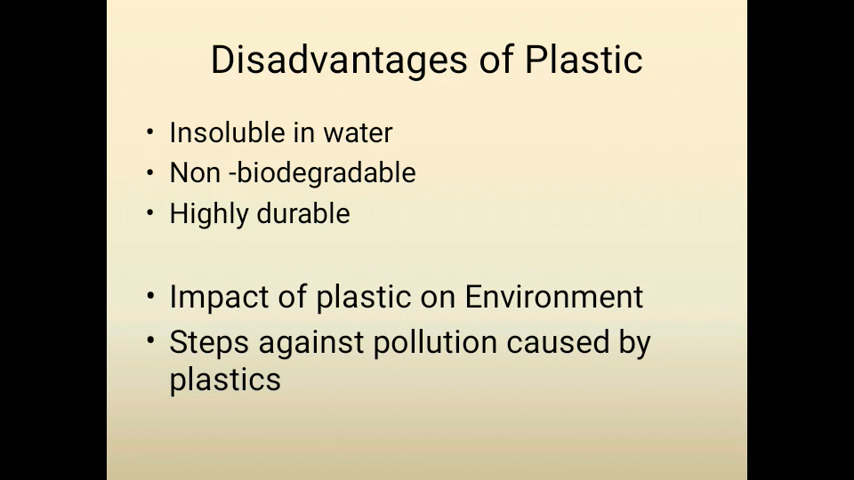 Disadvantages of Plastic
• Insoluble in water
• Non -biodegradable
• Highly durable
• Impact of plastic on Environment
• Steps against pollution caused by
plastics